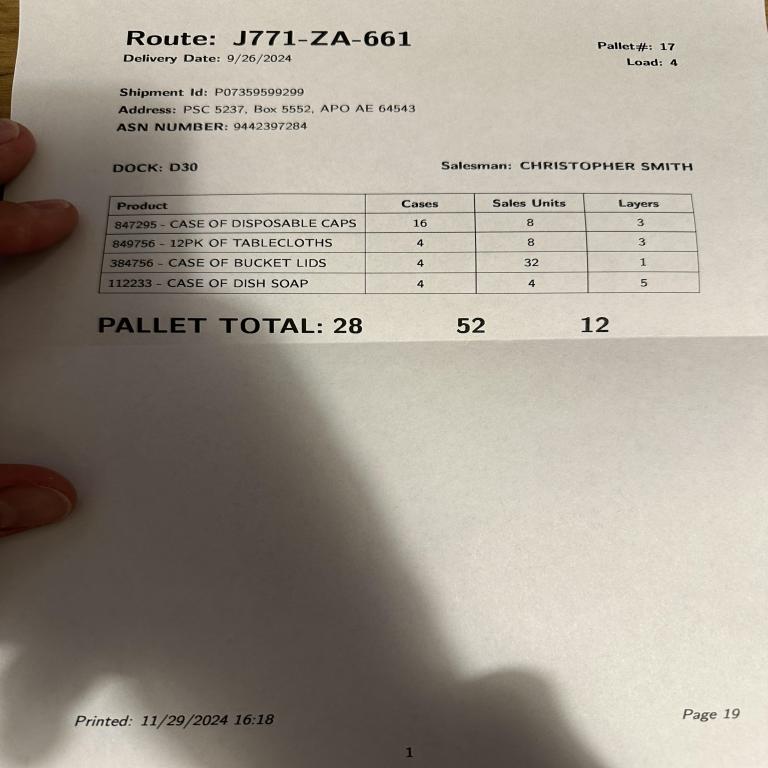 Route: J771-ZA-661
Pallet#: 17
Delivery Date: 9/26/2024
Load: 4
Shipment Id: P07359599299
Address: PSC 5237, Box 5552, APO AE 64543
ASN NUMBER: 9442397284
DOCK: D30 Salesman: CHRISTOPHER SMITH
Product Cases Sales Units Layers
847295 - CASE OF DISPOSABLE CAPS 16 8 3
849756 - 12PK OF TABLECLOTHS 4 8 3
384756 - CASE OF BUCKET LIDS 4 32 1
112233 - CASE OF DISH SOAP 4 4 5
PALLET TOTAL: 28 52 12
Printed: 11/29/2024 16:18 Page 19
1